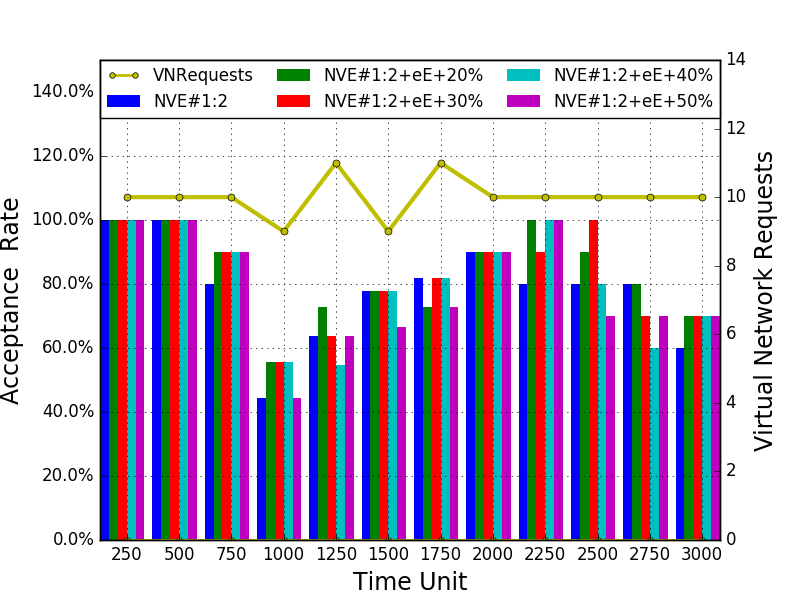 VNRequests
NVE#1:2
NVE#1:2+eE+20%
NVE#1:2+eE+30%
NVE#1:2+eE+40%
NVE#1:2+eE+50%
Acceptance Rate
140.0%
120.0%
100.0%
80.0%
60.0%
40.0%
20.0%
0.0%
14
12
10
8
6
4
2
0
Virtual Network Requests
250 500 750 1000 1250 1500 1750 2000 2250 2500 2750 3000
Time Unit